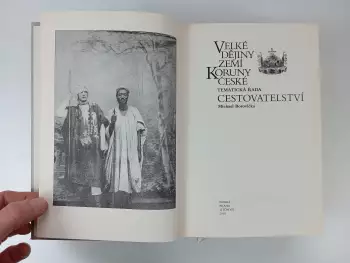 VELKÉ
DĚJINY
ZEMÍ
KORUNY
ČESKÉ
TEMATICKÁ ŘADA
CESTOVATELSTVÍ
Michael Borovička